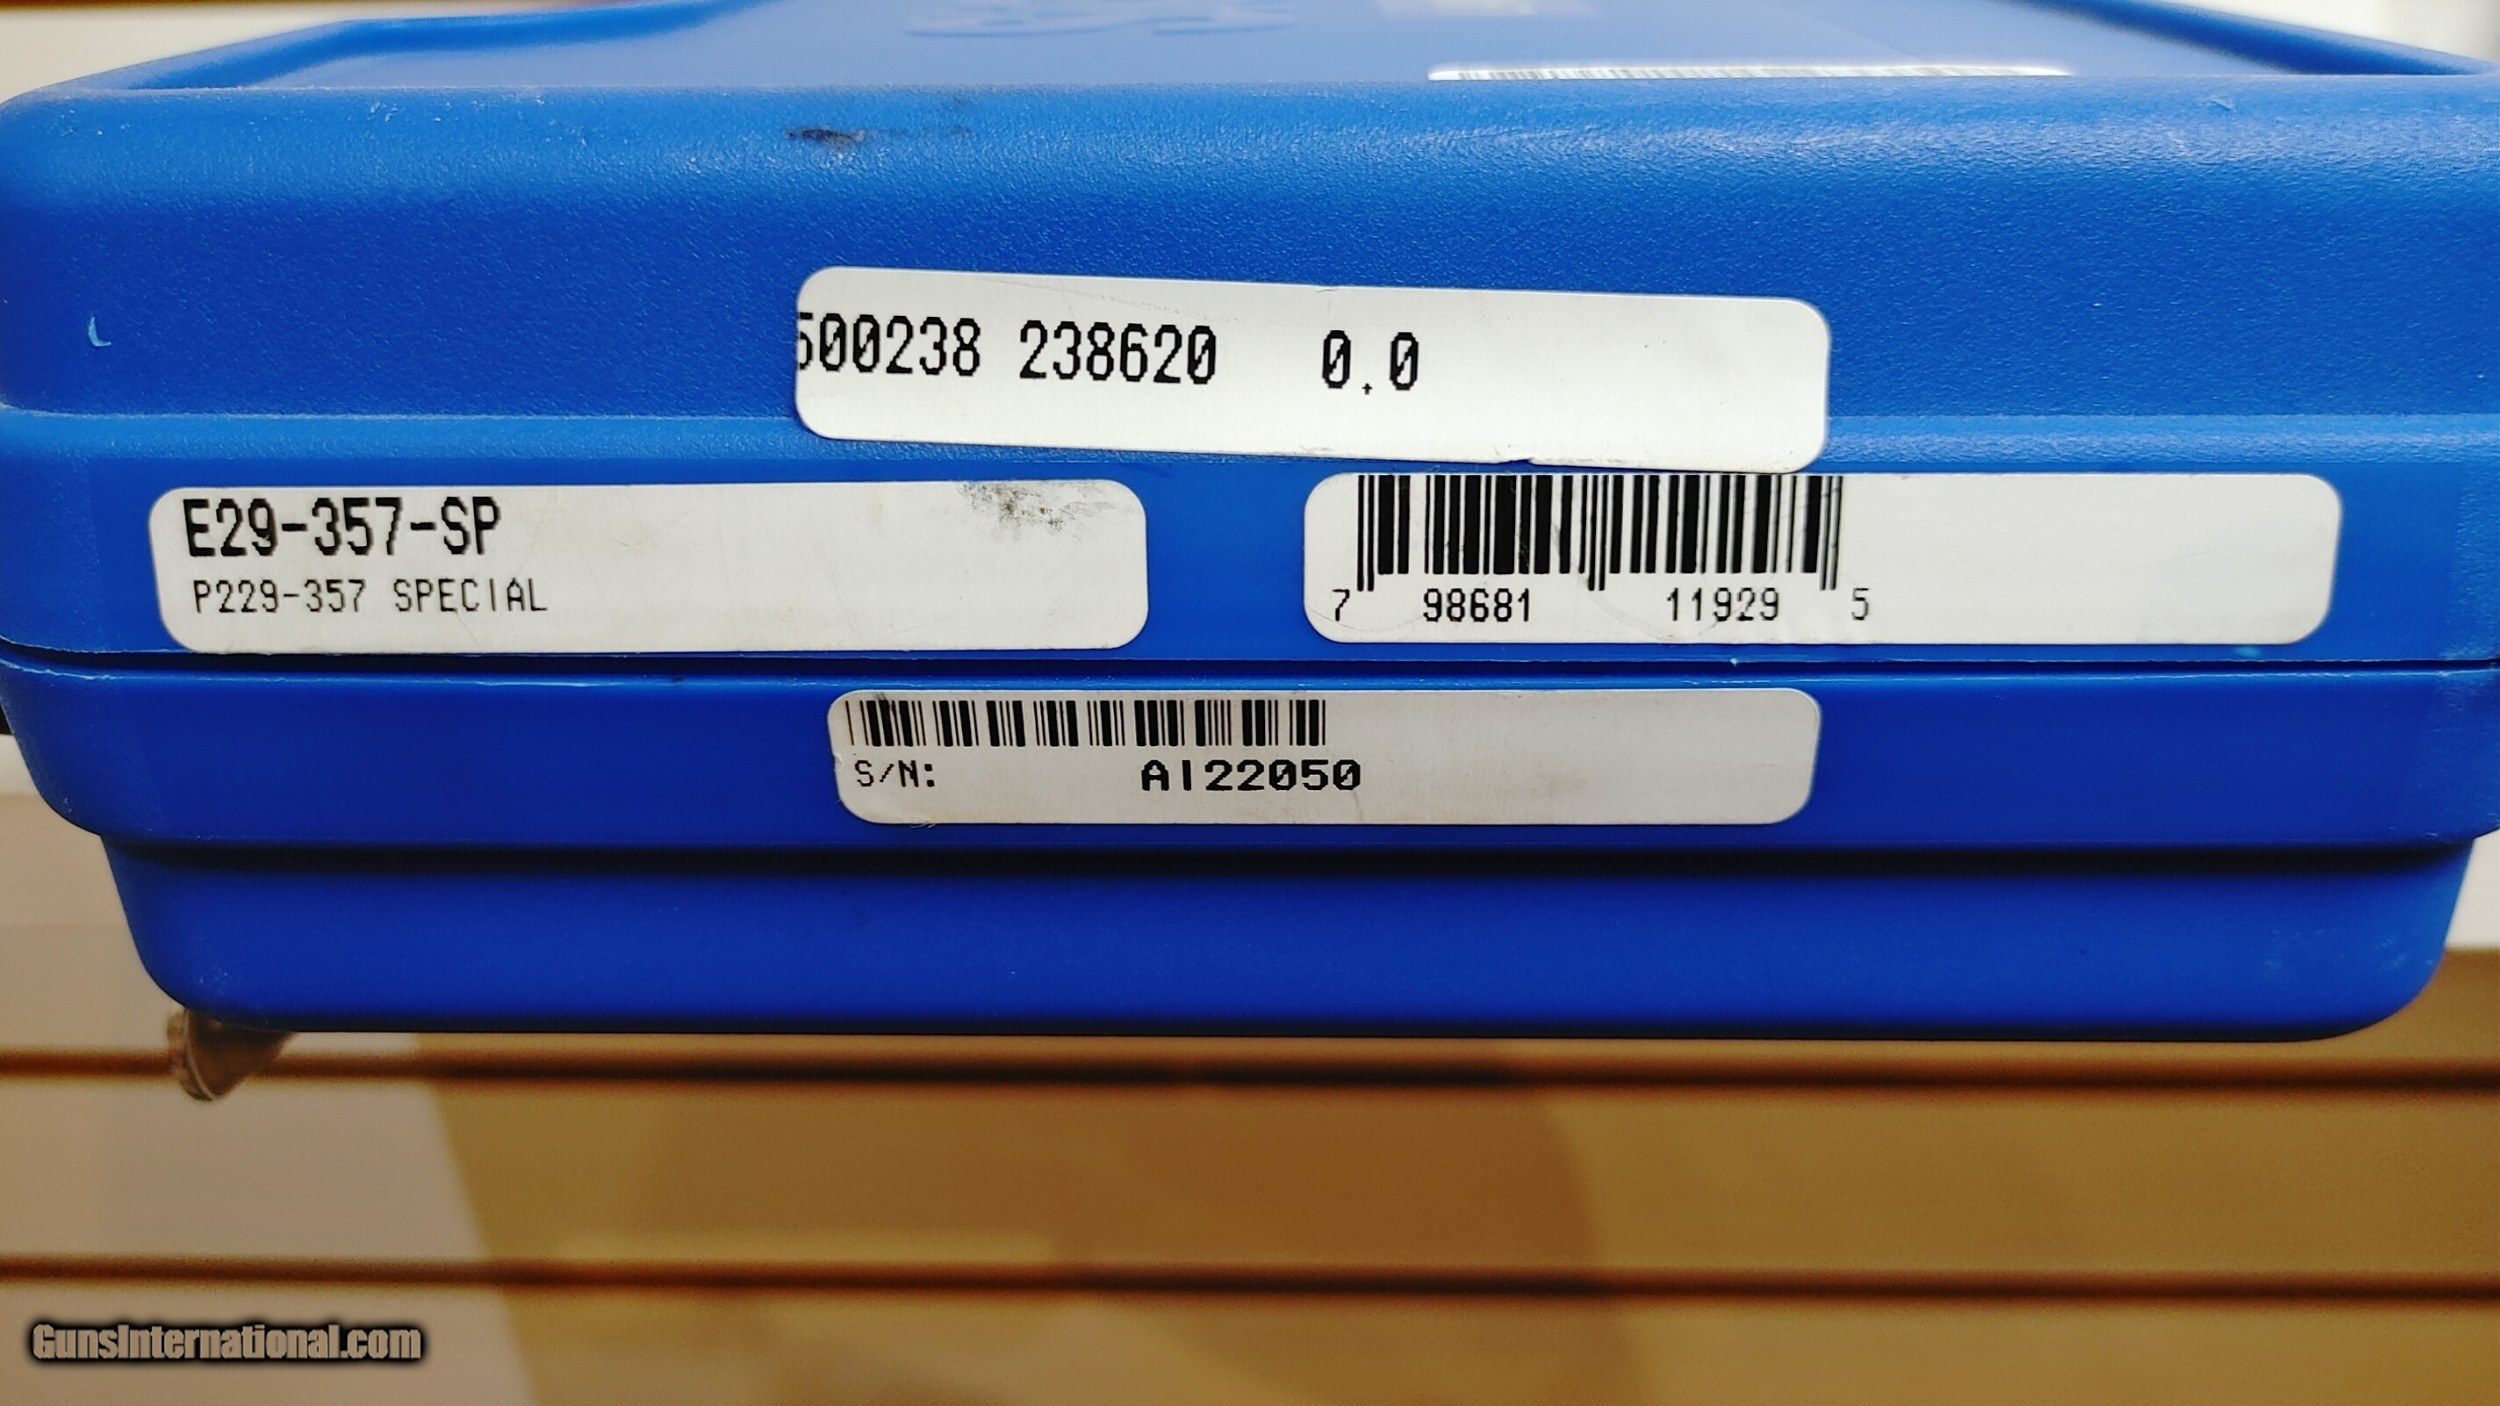 500238 238620 0.0
E29-357-SP
P229-357 SPECIAL
7 98681 11929 5
S/N: AI22050
GunsInternational.com